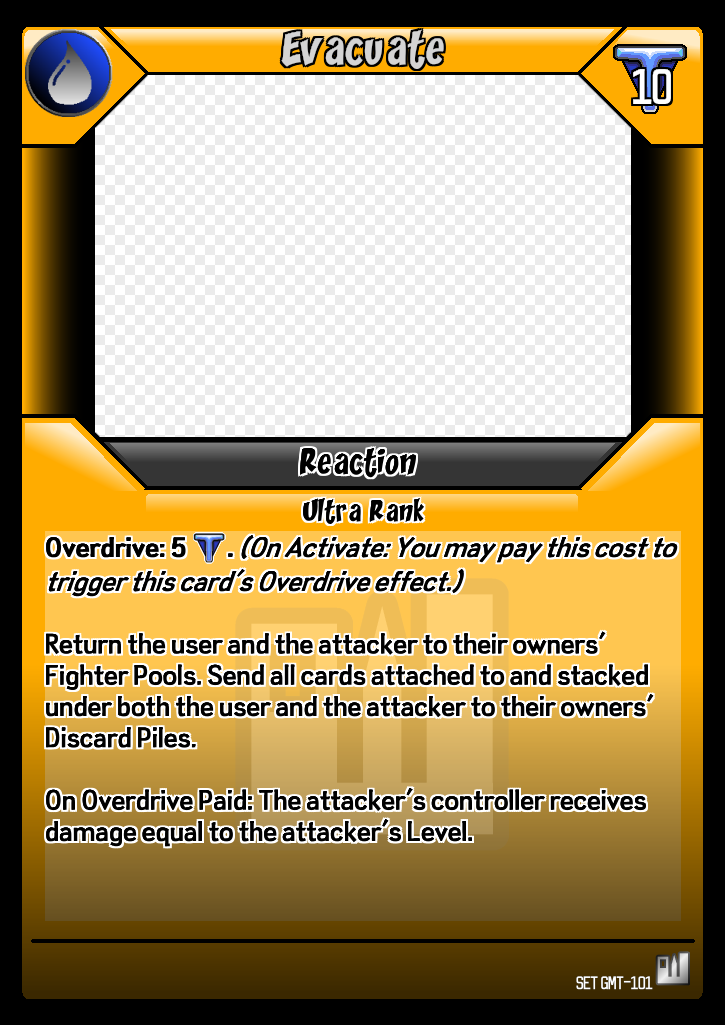 Evacuate
10
Reaction
Ultra Rank
Overdrive: 5 . (On Activate: You may pay this cost to
trigger this card's Overdrive effect.)
Return the user and the attacker to their owners'
Fighter Pools. Send all cards attached to and stacked
under both the user and the attacker to their owners'
Discard Piles.
On Overdrive Paid: The attacker's controller receives
damage equal to the attacker's Level.
SET GMT-101